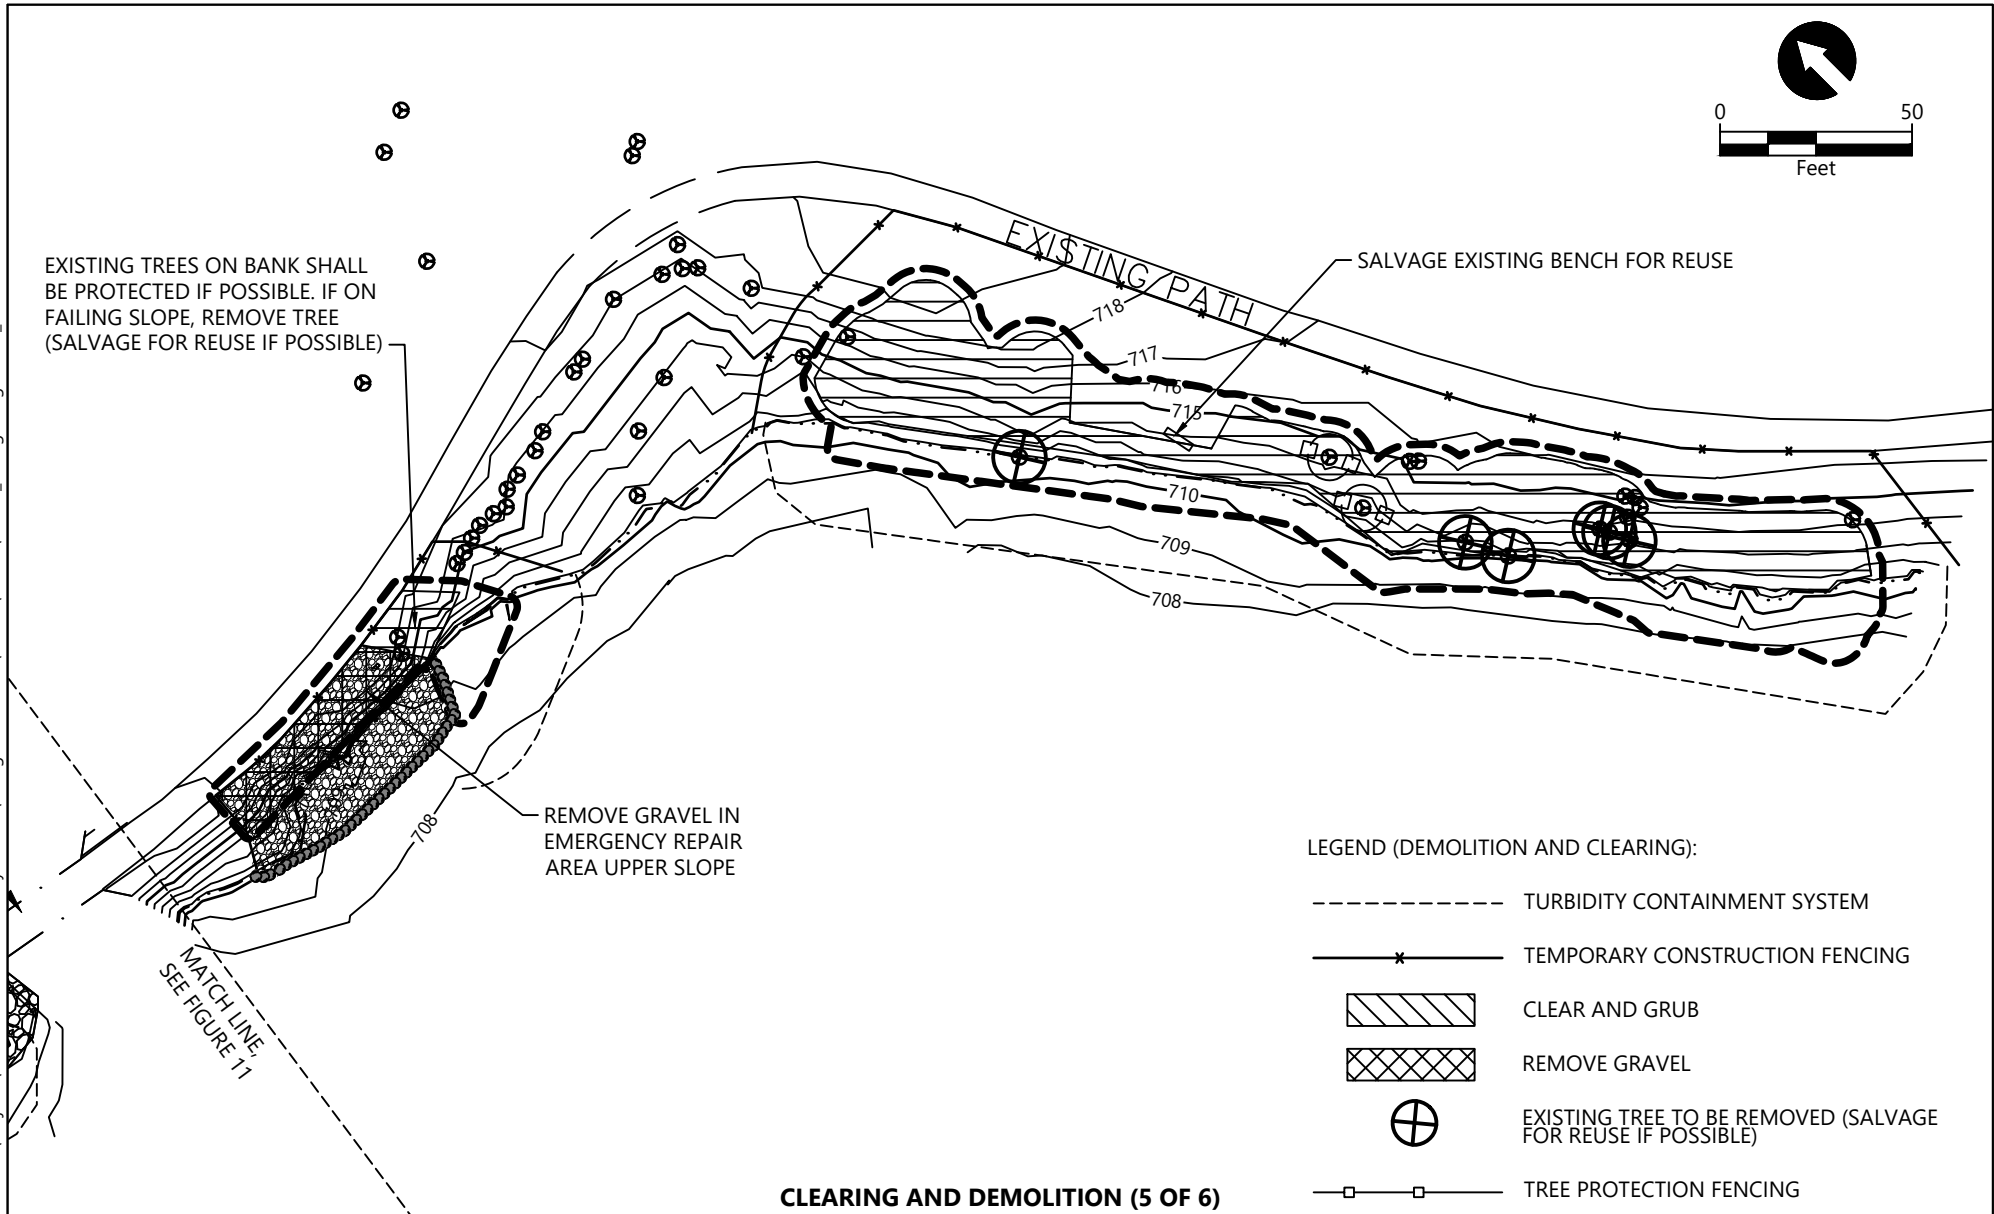 0 50
Feet
EXISTING TREES ON BANK SHALL
BE PROTECTED IF POSSIBLE. IF ON
FAILING SLOPE, REMOVE TREE
(SALVAGE FOR REUSE IF POSSIBLE)
EXISTING PATH
SALVAGE EXISTING BENCH FOR REUSE
718
717
716
715
710
709
708
708
REMOVE GRAVEL IN
EMERGENCY REPAIR
AREA UPPER SLOPE
MATCH LINE,
SEE FIGURE 11
LEGEND (DEMOLITION AND CLEARING):
TURBIDITY CONTAINMENT SYSTEM
TEMPORARY CONSTRUCTION FENCING
CLEAR AND GRUB
REMOVE GRAVEL
EXISTING TREE TO BE REMOVED (SALVAGE
FOR REUSE IF POSSIBLE)
TREE PROTECTION FENCING
CLEARING AND DEMOLITION (5 OF 6)